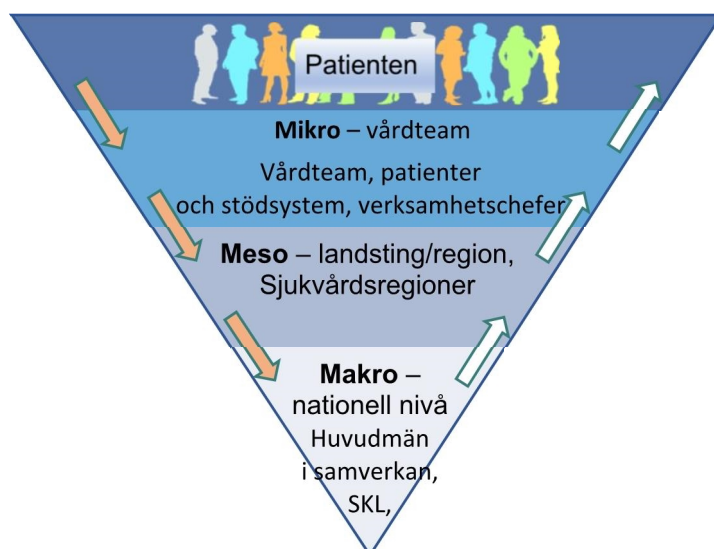 Patienten
Mikro – vårdteam
Vårdteam, patienter
och stödsystem, verksamhetschefer
Meso – landsting/region,
Sjukvårdsregioner
Makro –
nationell nivå
Huvudmän
i samverkan,
SKL,